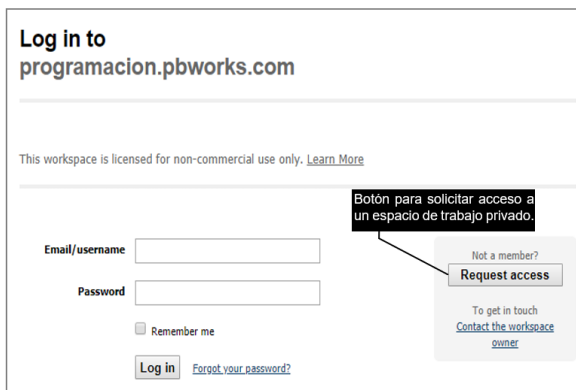 Log in to
programacion.pbworks.com
This workspace is licensed for non-commercial use only. Learn More
Botón para solicitar acceso a
un espacio de trabajo privado.
Email/username
Password
Remember me
Log in Forgot your password?
Not a member?
Request access
To get in touch
Contact the workspace
owner